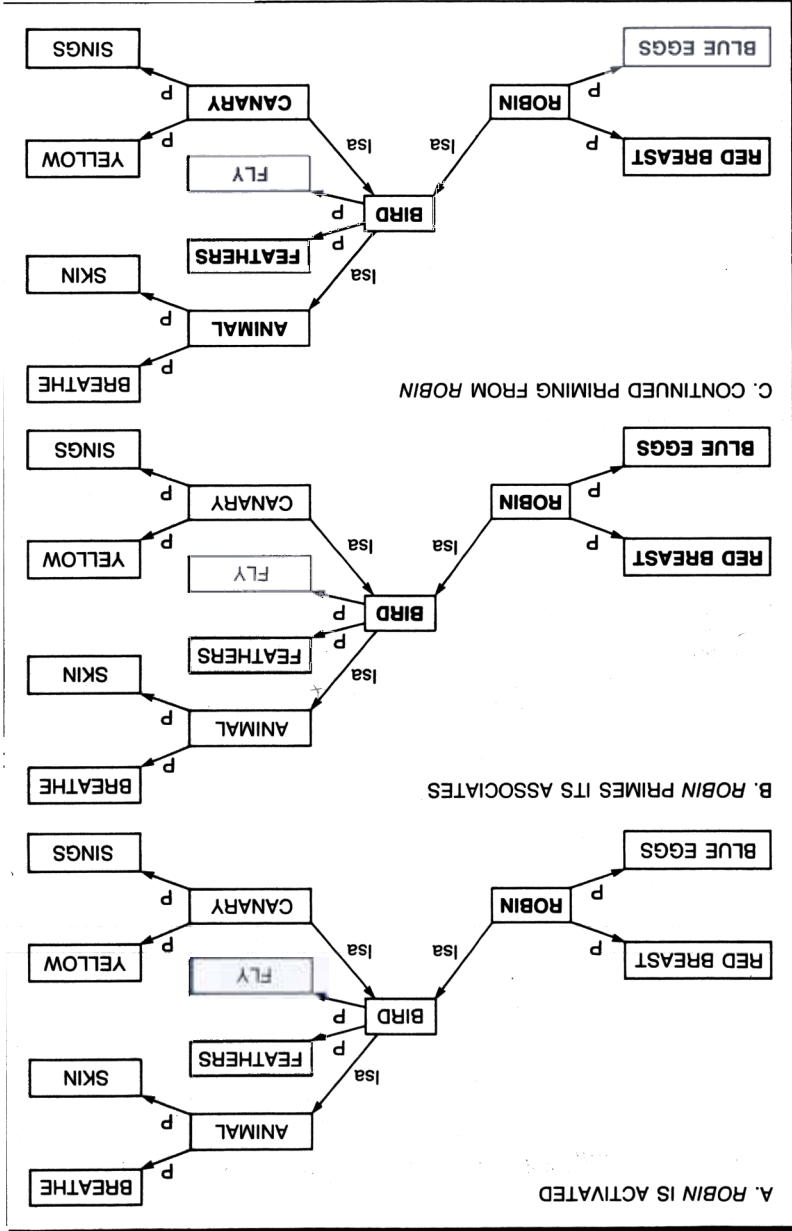 A. ROBIN IS ACTIVATED
BREATHE
P
ANIMAL
P
SKIN
Isa
FEATHERS
P
BIRD
P
FLY
RED BREAST
YELLOW
Isa
Isa
P
P
ROBIN
CANARY
P
P
BLUE EGGS
SINGS
B. ROBIN PRIMES ITS ASSOCIATES
BREATHE
P
ANIMAL
P
SKIN
Isa
FEATHERS
P
BIRD
P
FLY
RED BREAST
YELLOW
Isa
Isa
P
P
ROBIN
CANARY
P
P
BLUE EGGS
SINGS
C. CONTINUED PRIMING FROM ROBIN
BREATHE
P
ANIMAL
P
SKIN
Isa
FEATHERS
P
BIRD
P
FLY
RED BREAST
YELLOW
Isa
Isa
P
P
ROBIN
CANARY
P
P
BLUE EGGS
SINGS